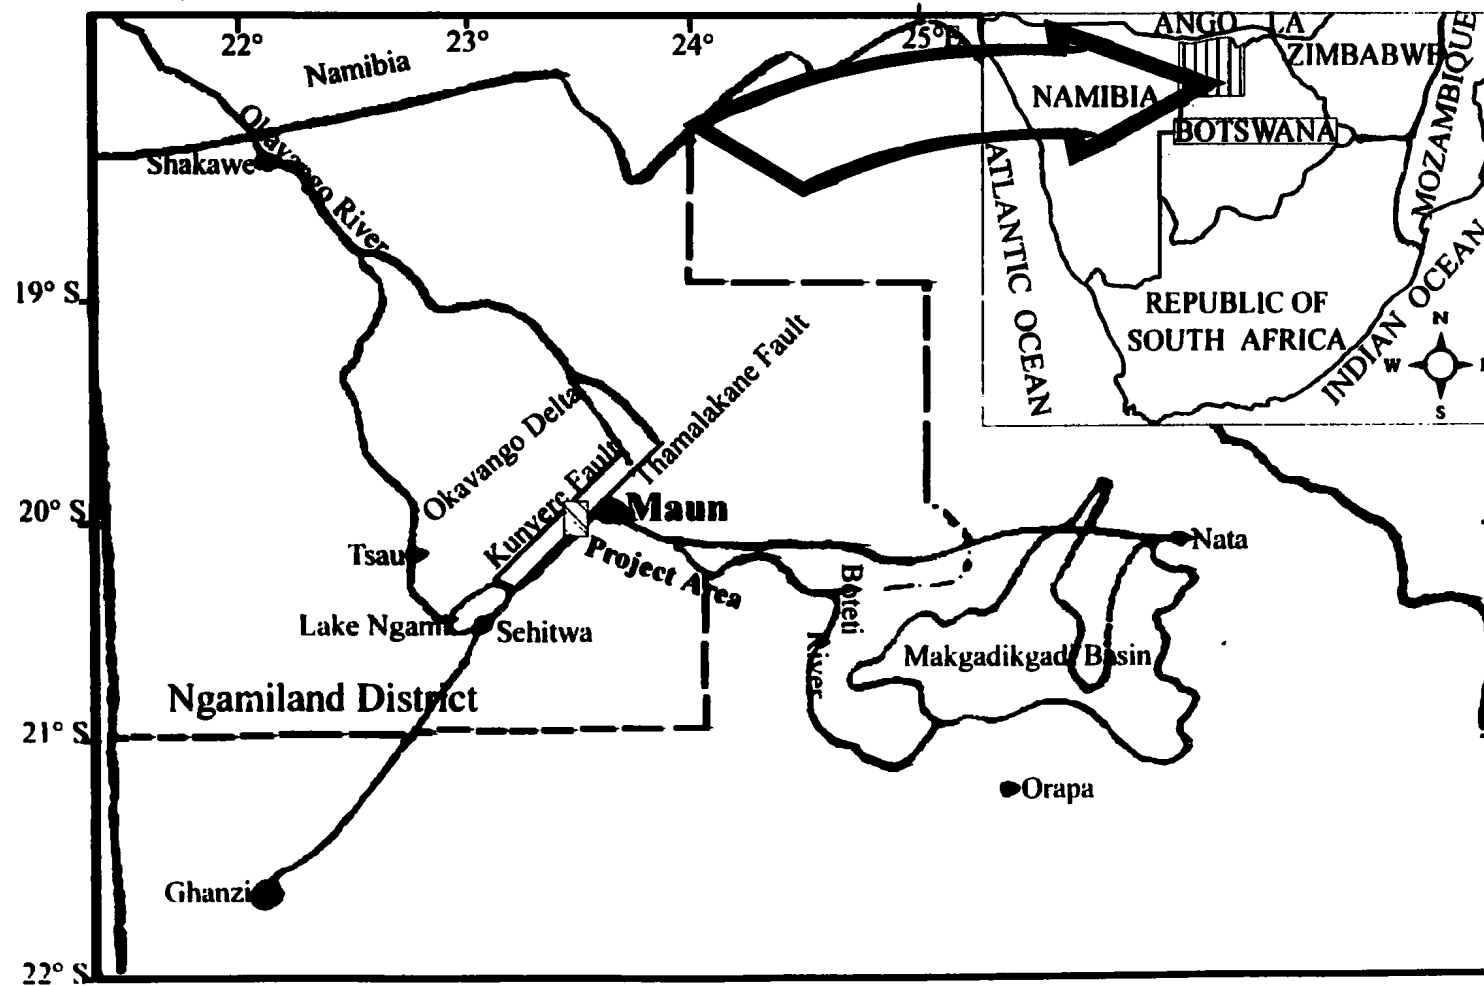 22°
23°
24°
25°E
ANGO LA
ZIMBABWE
MOZAMBIQUE
NAMIBIA
BOTSWANA
ATLANTIC OCEAN
REPUBLIC OF
SOUTH AFRICA
INDIAN OCEAN
N
W
S
Namibia
Okavango River
Shakawe
19° S
Thamalakane Fault
Okavango Delta
Kunyere Fault
20° S
Maun
Project Area
Tsau
Nata
Boteti
River
Lake Ngami
Sehitwa
Makgadikgadi Basin
Ngamiland District
21° S
Orapa
Ghanzi
22° S